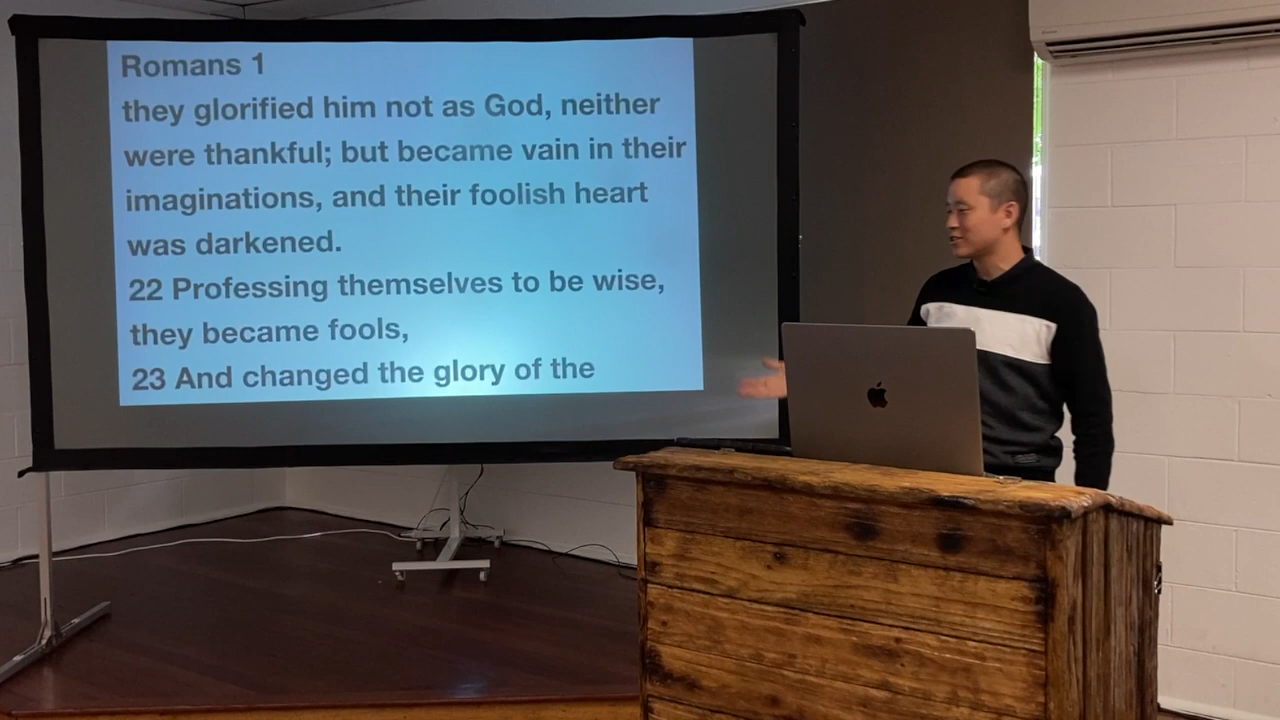 Romans 1
they glorified him not as God, neither
were thankful; but became vain in their
imaginations, and their foolish heart
was darkened.
22 Professing themselves to be wise,
they became fools,
23 And changed the glory of the